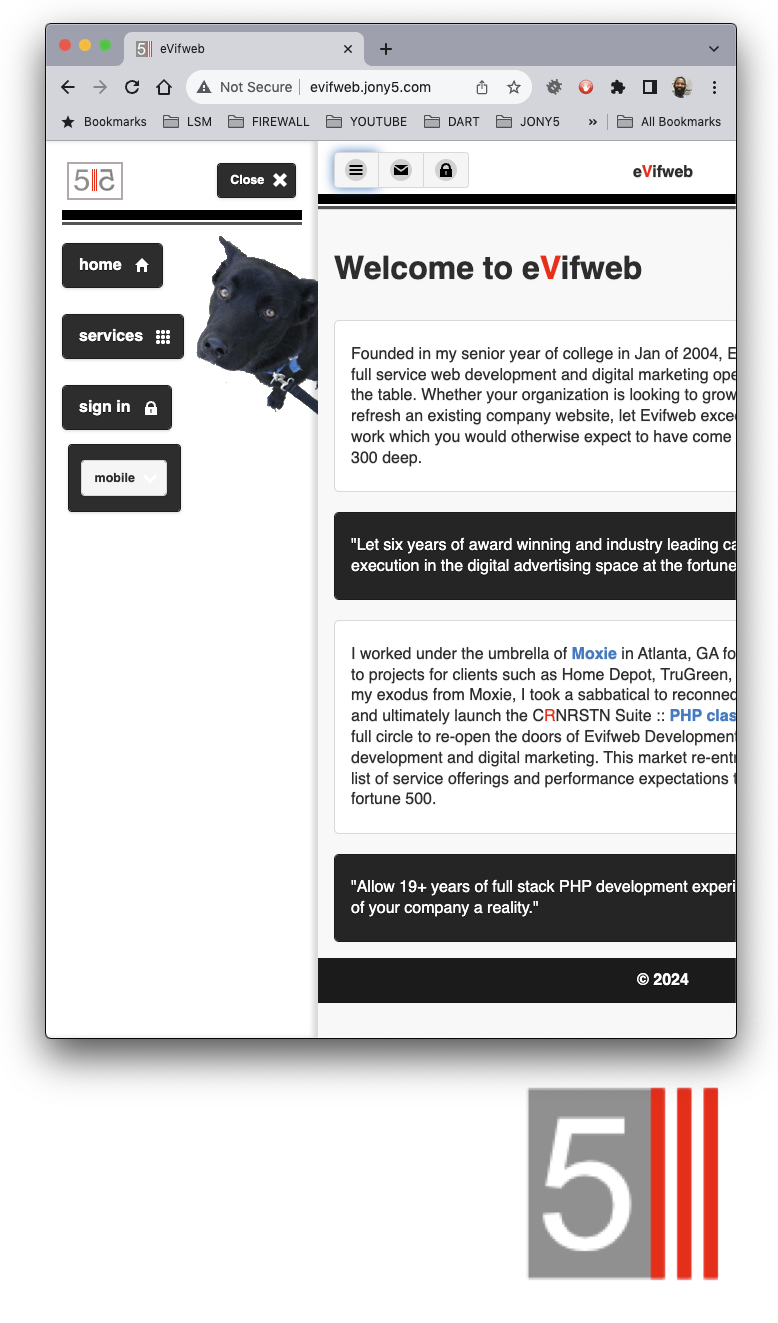 eVifweb
Not Secure evifweb.jony5.com
Bookmarks LSM FIREWALL YOUTUBE DART JONY5 » All Bookmarks
5
5
Close
home
services
sign in
mobile
eVifweb
Welcome to eVifweb
Founded in my senior year of college in Jan of 2004, E
full service web development and digital marketing ope
the table. Whether your organization is looking to grow
refresh an existing company website, let Evifweb excee
work which you would otherwise expect to have come
300 deep.
"Let six years of award winning and industry leading ca
execution in the digital advertising space at the fortune
I worked under the umbrella of Moxie in Atlanta, GA fo
to projects for clients such as Home Depot, TruGreen,
my exodus from Moxie, I took a sabbatical to reconnec
and ultimately launch the CRNRSTN Suite :: PHP clas
full circle to re-open the doors of Evifweb Development
development and digital marketing. This market re-entr
list of service offerings and performance expectations t
fortune 500.
"Allow 19+ years of full stack PHP development experi
of your company a reality."
© 2024
5